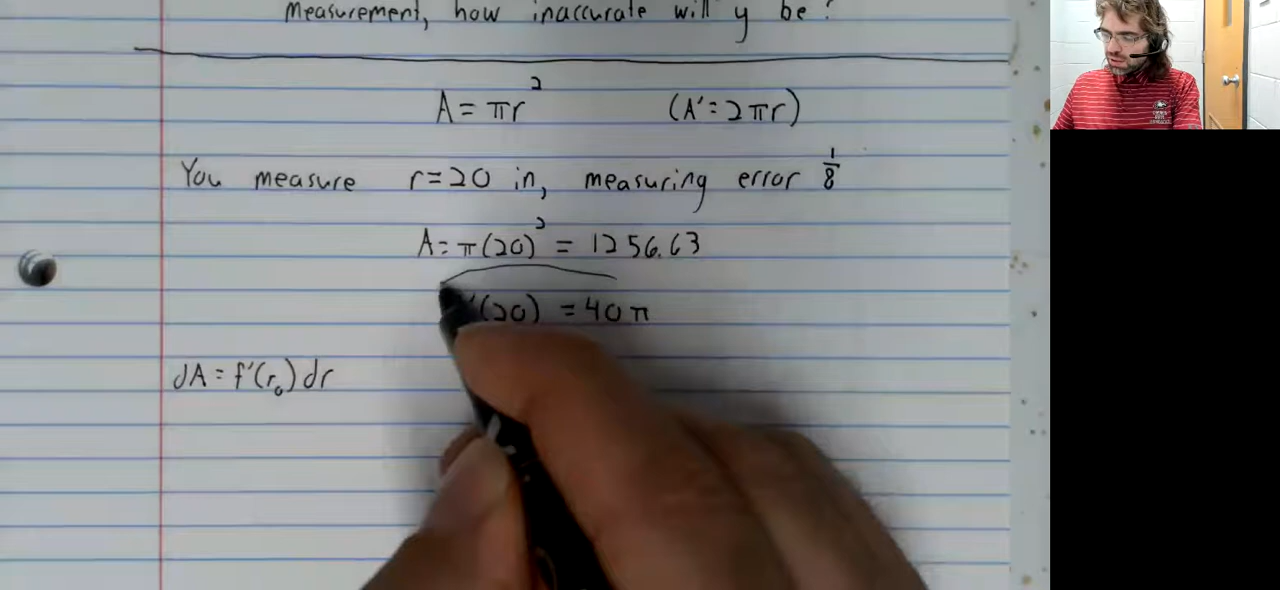 Measurement, how inaccurate will y be?
A = πr² (A' = 2πr)
You measure r=20 in, measuring error 1/8
A = π(20)² = 1256.63
'(20) = 40π
dA = f'(r₀) dr